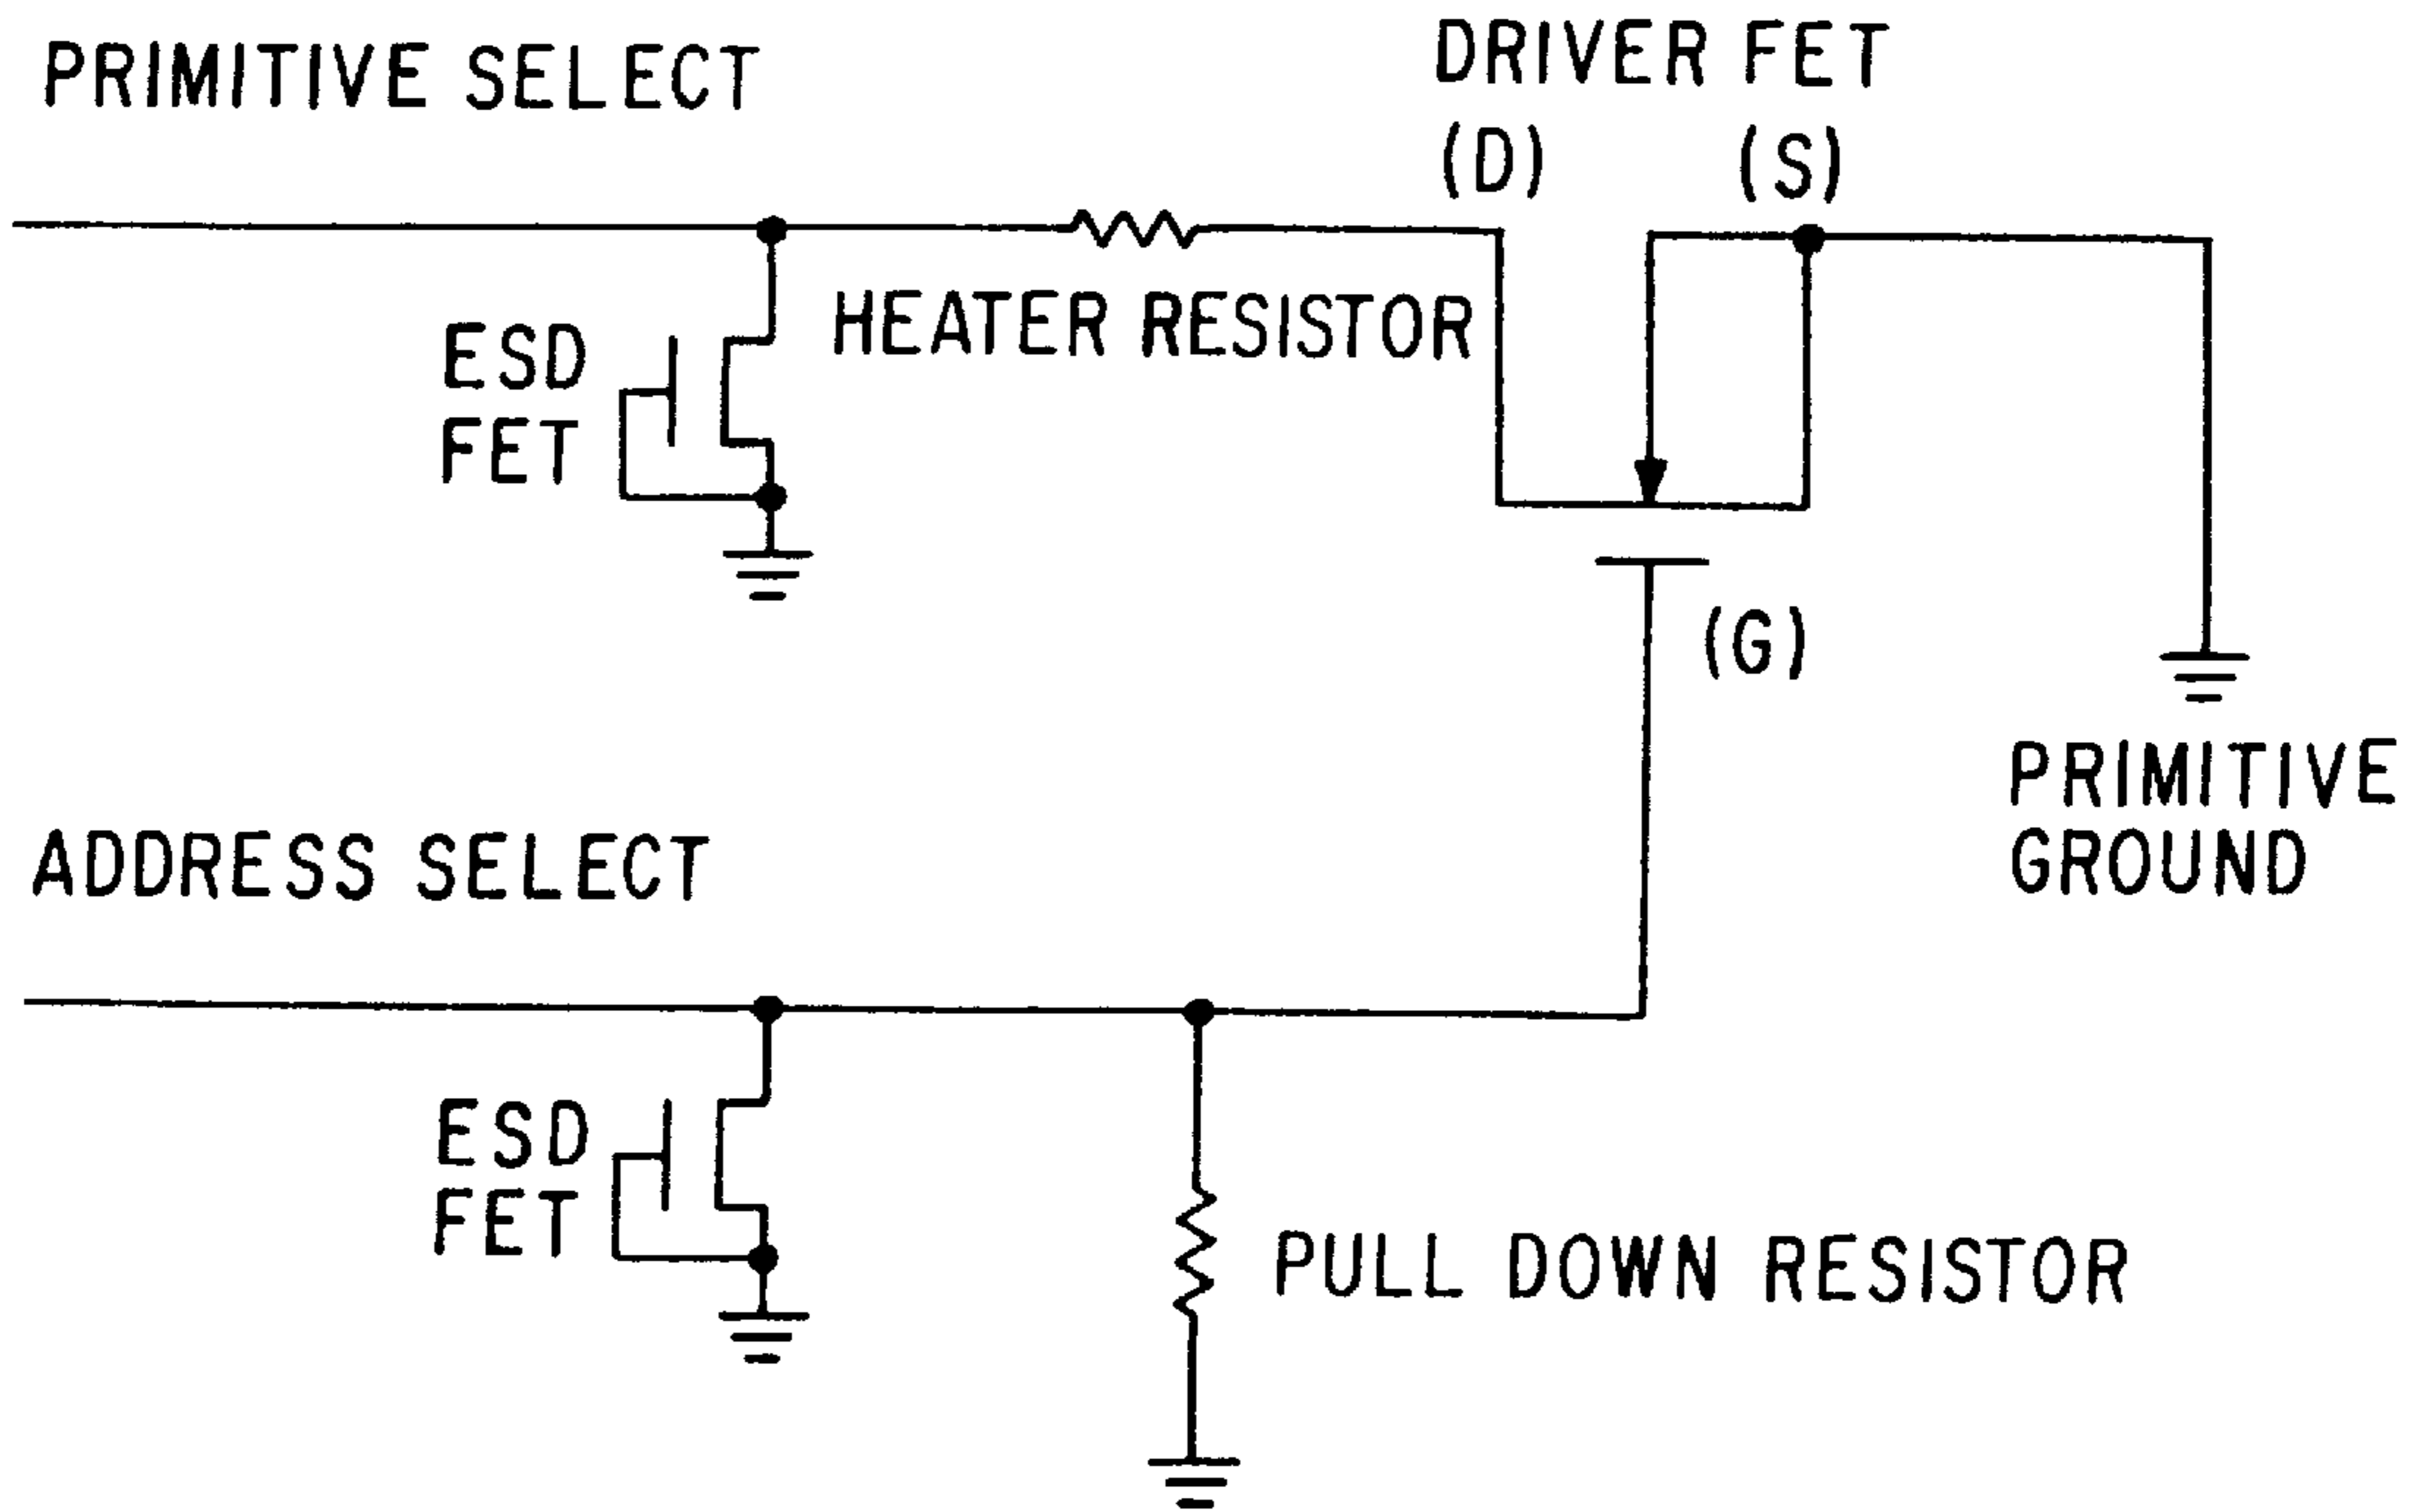 PRIMITIVE SELECT
DRIVER FET
(D) (S)
HEATER RESISTOR
ESD
FET
(G)
PRIMITIVE
GROUND
ADDRESS SELECT
ESD
FET
PULL DOWN RESISTOR